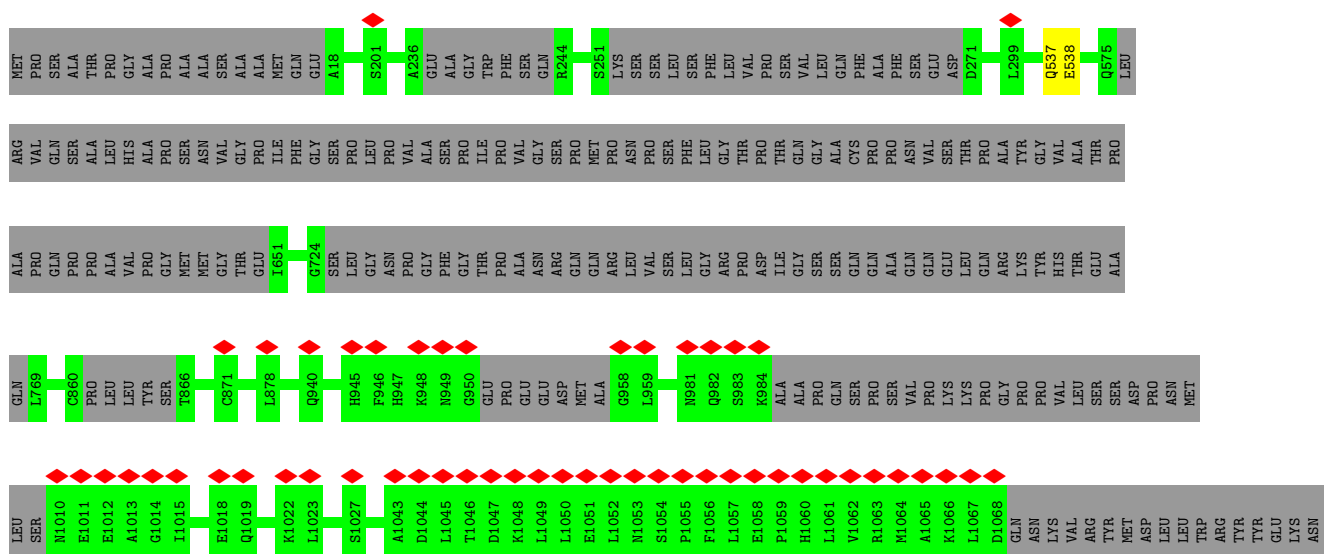 MET PRO SER ALA THR PRO GLY ALA PRO ALA ALA SER ALA ALA MET GLN GLU A18 S201 A236 GLU ALA GLY TRP PHE SER GLN R244 S251 LYS SER SER LEU SER PHE LEU VAL PRO SER VAL LEU GLN PHE ALA PHE SER GLU ASP D271 L299 Q537 E538 Q575 LEU
ARG VAL GLN SER ALA LEU HIS ALA PRO SER ASN VAL GLY PRO ILE PHE GLY SER PRO LEU PRO VAL ALA SER PRO ILE PRO VAL GLY SER PRO MET PRO ASN PRO SER PHE LEU GLY THR PRO THR GLN GLY ALA CYS PRO PRO ASN VAL SER THR PRO ALA TYR GLY VAL ALA THR PRO
ALA PRO GLN PRO PRO ALA VAL PRO GLY MET MET GLY THR GLU I651 G724 SER LEU GLY ASN PRO GLY PHE GLY THR PRO ALA ASN ARG GLN GLN ARG LEU VAL SER LEU GLY ARG PRO ASP ILE GLY SER SER GLN GLN ALA GLN GLN GLU LEU GLN ARG LYS TYR HIS THR GLU ALA
GLN L769 C860 PRO LEU LEU TYR SER T866 C871 L878 Q940 H945 F946 H947 K948 N949 G950 GLU PRO GLU GLU ASP MET ALA G958 L959 N981 Q982 S983 K984 ALA ALA PRO GLN SER PRO SER VAL PRO LYS LYS PRO GLY PRO PRO VAL LEU SER SER ASP PRO ASN MET
LEU SER N1010 E1011 E1012 A1013 G1014 I1015 E1018 Q1019 K1022 L1023 S1027 A1043 D1044 L1045 T1046 D1047 K1048 L1049 L1050 E1051 L1052 N1053 S1054 P1055 F1056 L1057 E1058 P1059 H1060 L1061 V1062 R1063 M1064 A1065 K1066 L1067 D1068 GLN ASN LYS VAL ARG TYR MET ASP LEU LEU TRP ARG TYR TYR GLU LYS ASN